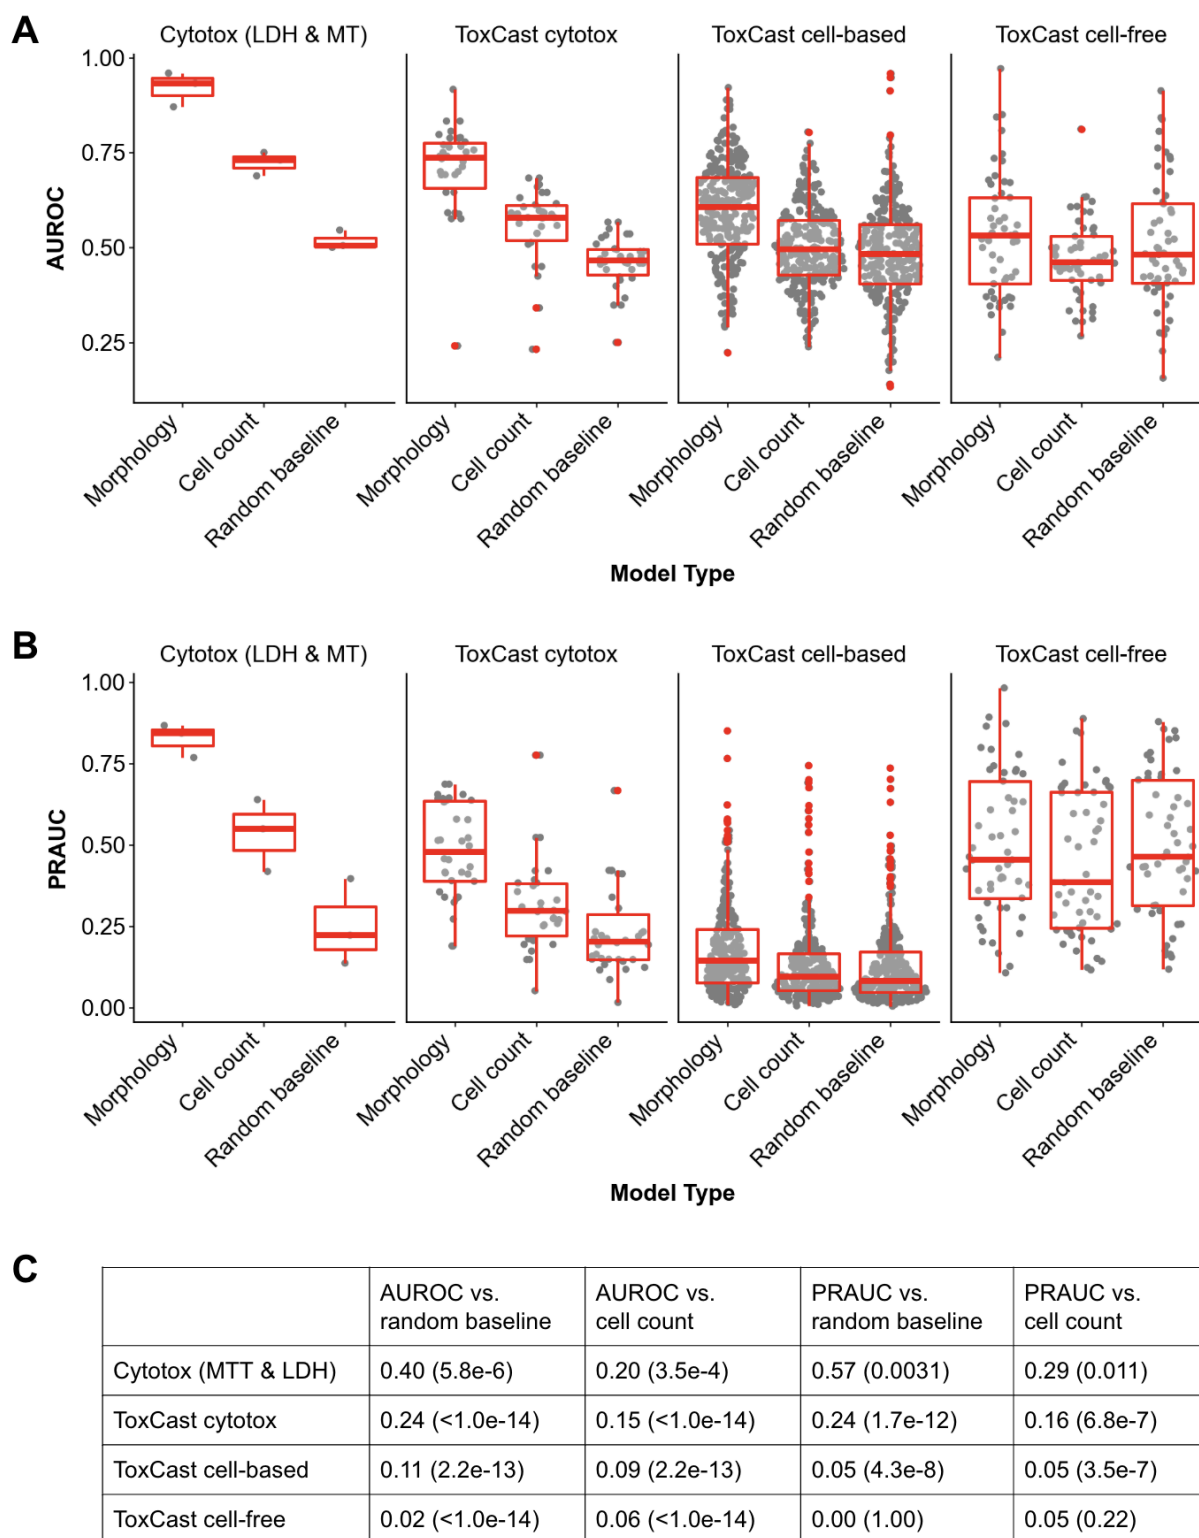 A
Cytotox (LDH & MT)
ToxCast cytotox
ToxCast cell-based
ToxCast cell-free
1.00
0.75
0.50
0.25
AUROC
Morphology
Cell count
Random baseline
Morphology
Cell count
Random baseline
Morphology
Cell count
Random baseline
Morphology
Cell count
Random baseline
Model Type
B
Cytotox (LDH & MT)
ToxCast cytotox
ToxCast cell-based
ToxCast cell-free
1.00
0.75
0.50
0.25
0.00
PRAUC
Morphology
Cell count
Random baseline
Morphology
Cell count
Random baseline
Morphology
Cell count
Random baseline
Morphology
Cell count
Random baseline
Model Type
C
AUROC vs. random baseline
AUROC vs. cell count
PRAUC vs. random baseline
PRAUC vs. cell count
Cytotox (MTT & LDH) 0.40 (5.8e-6) 0.20 (3.5e-4) 0.57 (0.0031) 0.29 (0.011)
ToxCast cytotox 0.24 (<1.0e-14) 0.15 (<1.0e-14) 0.24 (1.7e-12) 0.16 (6.8e-7)
ToxCast cell-based 0.11 (2.2e-13) 0.09 (2.2e-13) 0.05 (4.3e-8) 0.05 (3.5e-7)
ToxCast cell-free 0.02 (<1.0e-14) 0.06 (<1.0e-14) 0.00 (1.00) 0.05 (0.22)